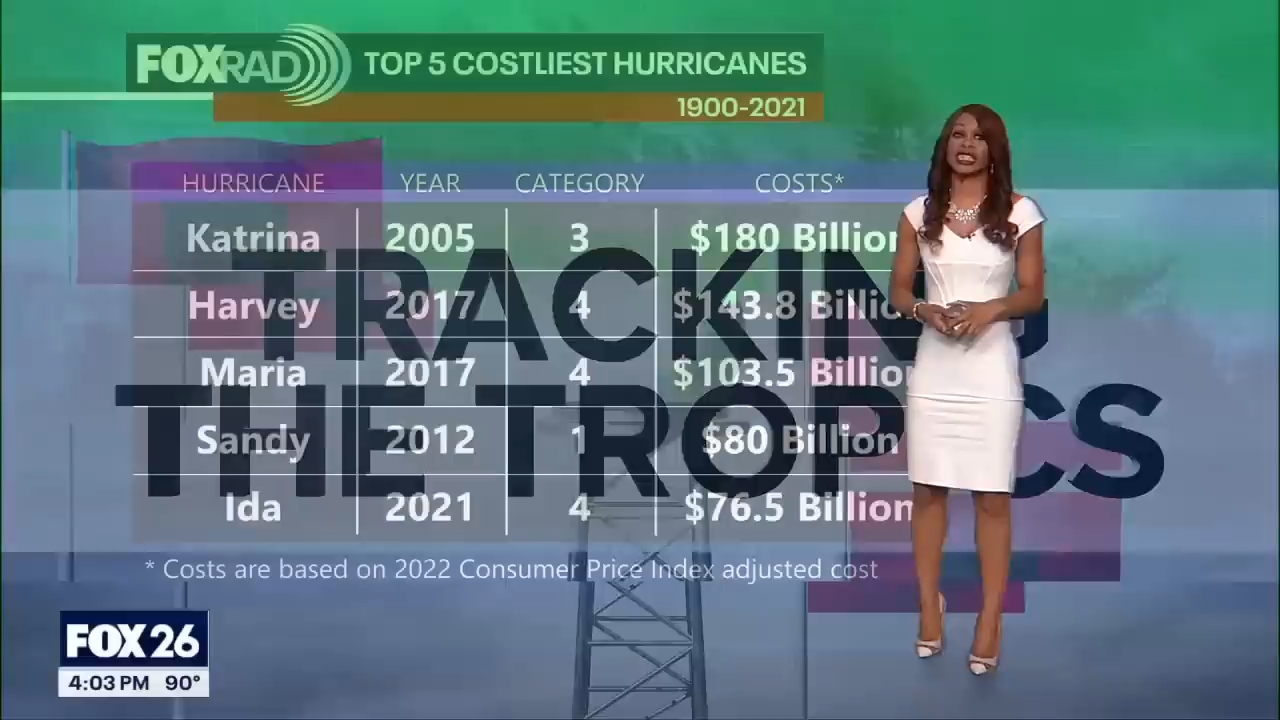 FOXRAD TOP 5 COSTLIEST HURRICANES
1900-2021
HURRICANE YEAR CATEGORY COSTS*
Katrina 2005 3 $180 Billion
Harvey 2017 4 $143.8 Billio
Maria 2017 4 $103.5 Billio
Sandy 2012 1 $80 Billion
Ida 2021 4 $76.5 Billion
* Costs are based on 2022 Consumer Price Index adjusted cost
TRACKING
THE TROPICS
FOX 26
4:03 PM 90°